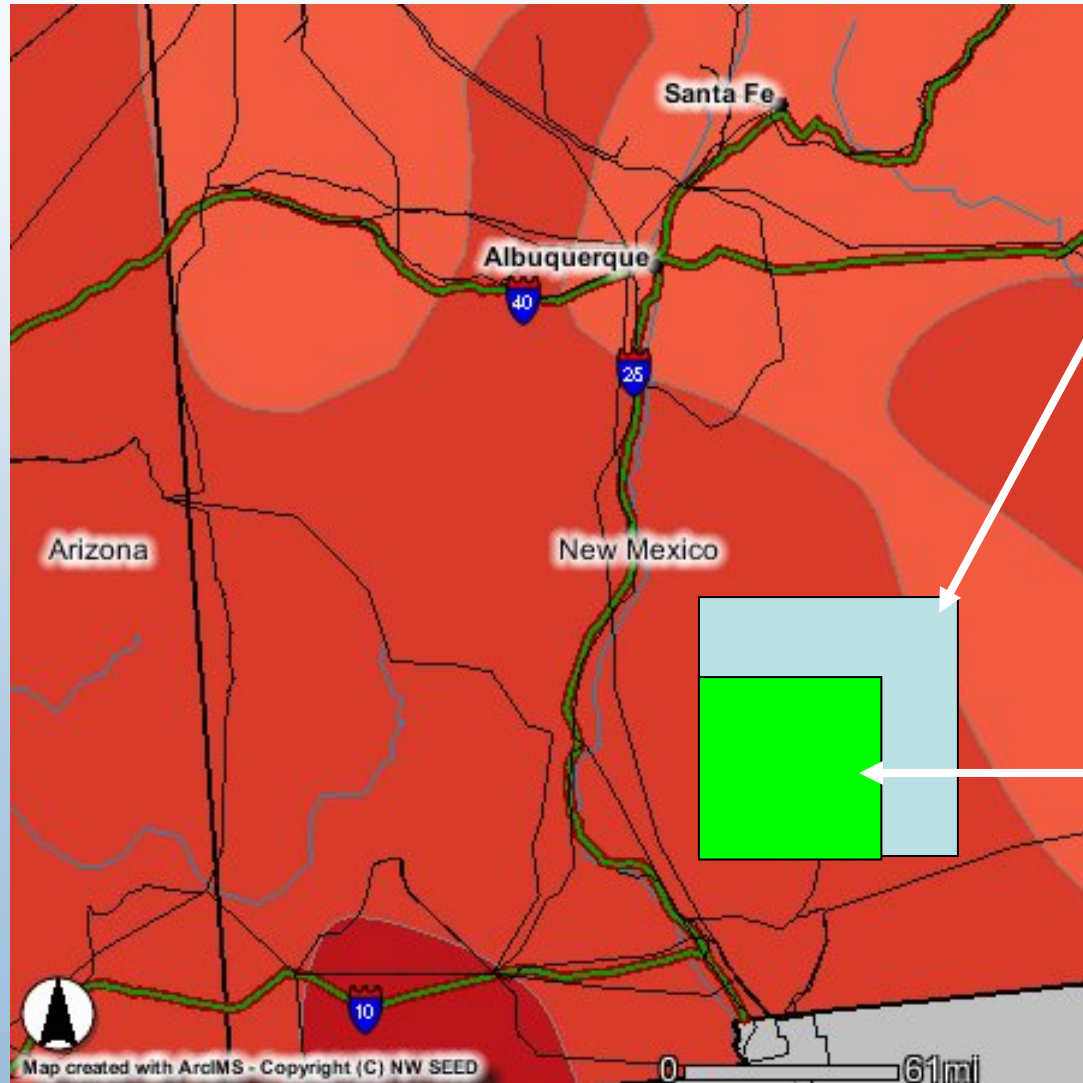 Santa Fe
Albuquerque
40
25
Arizona
New Mexico
10
Map created with ArcIMS - Copyright (C) NW SEED
0 61mi